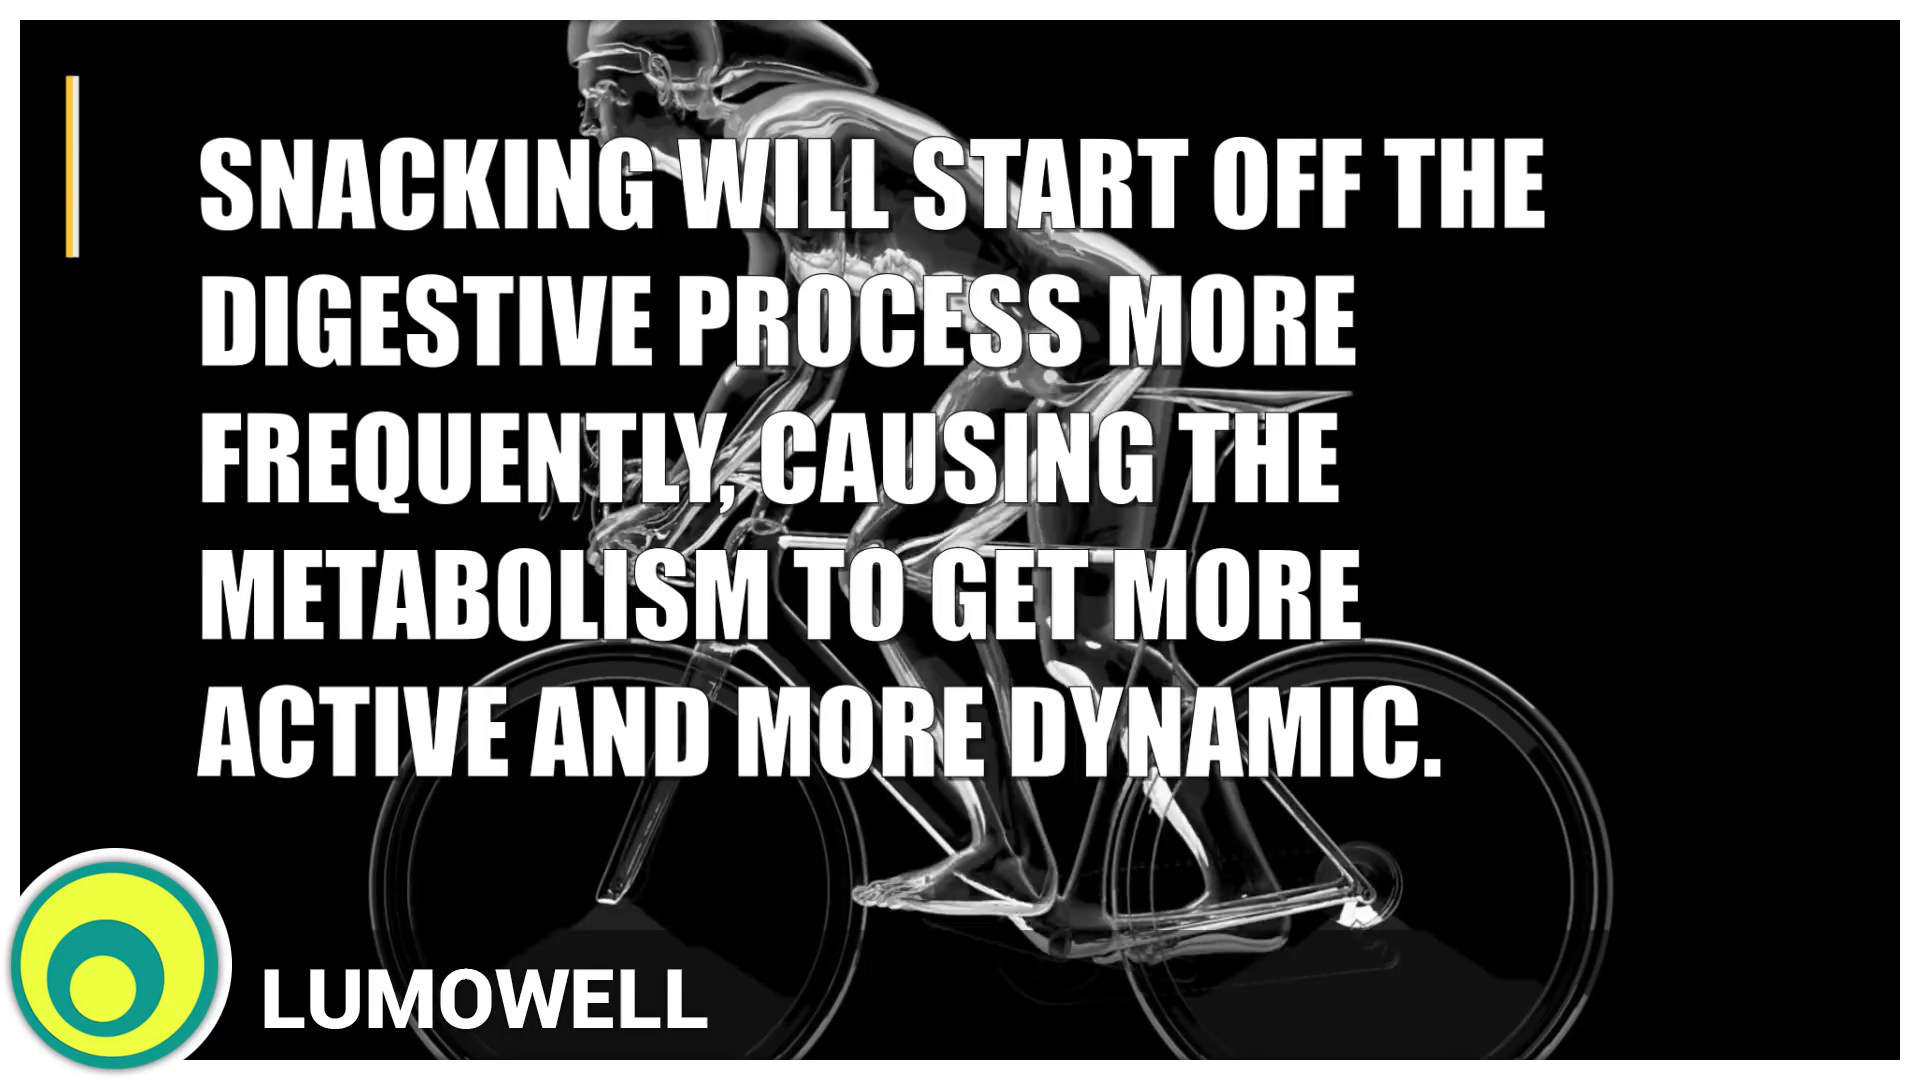 SNACKING WILL START OFF THE
DIGESTIVE PROCESS MORE
FREQUENTLY, CAUSING THE
METABOLISM TO GET MORE
ACTIVE AND MORE DYNAMIC.
LUMOWELL